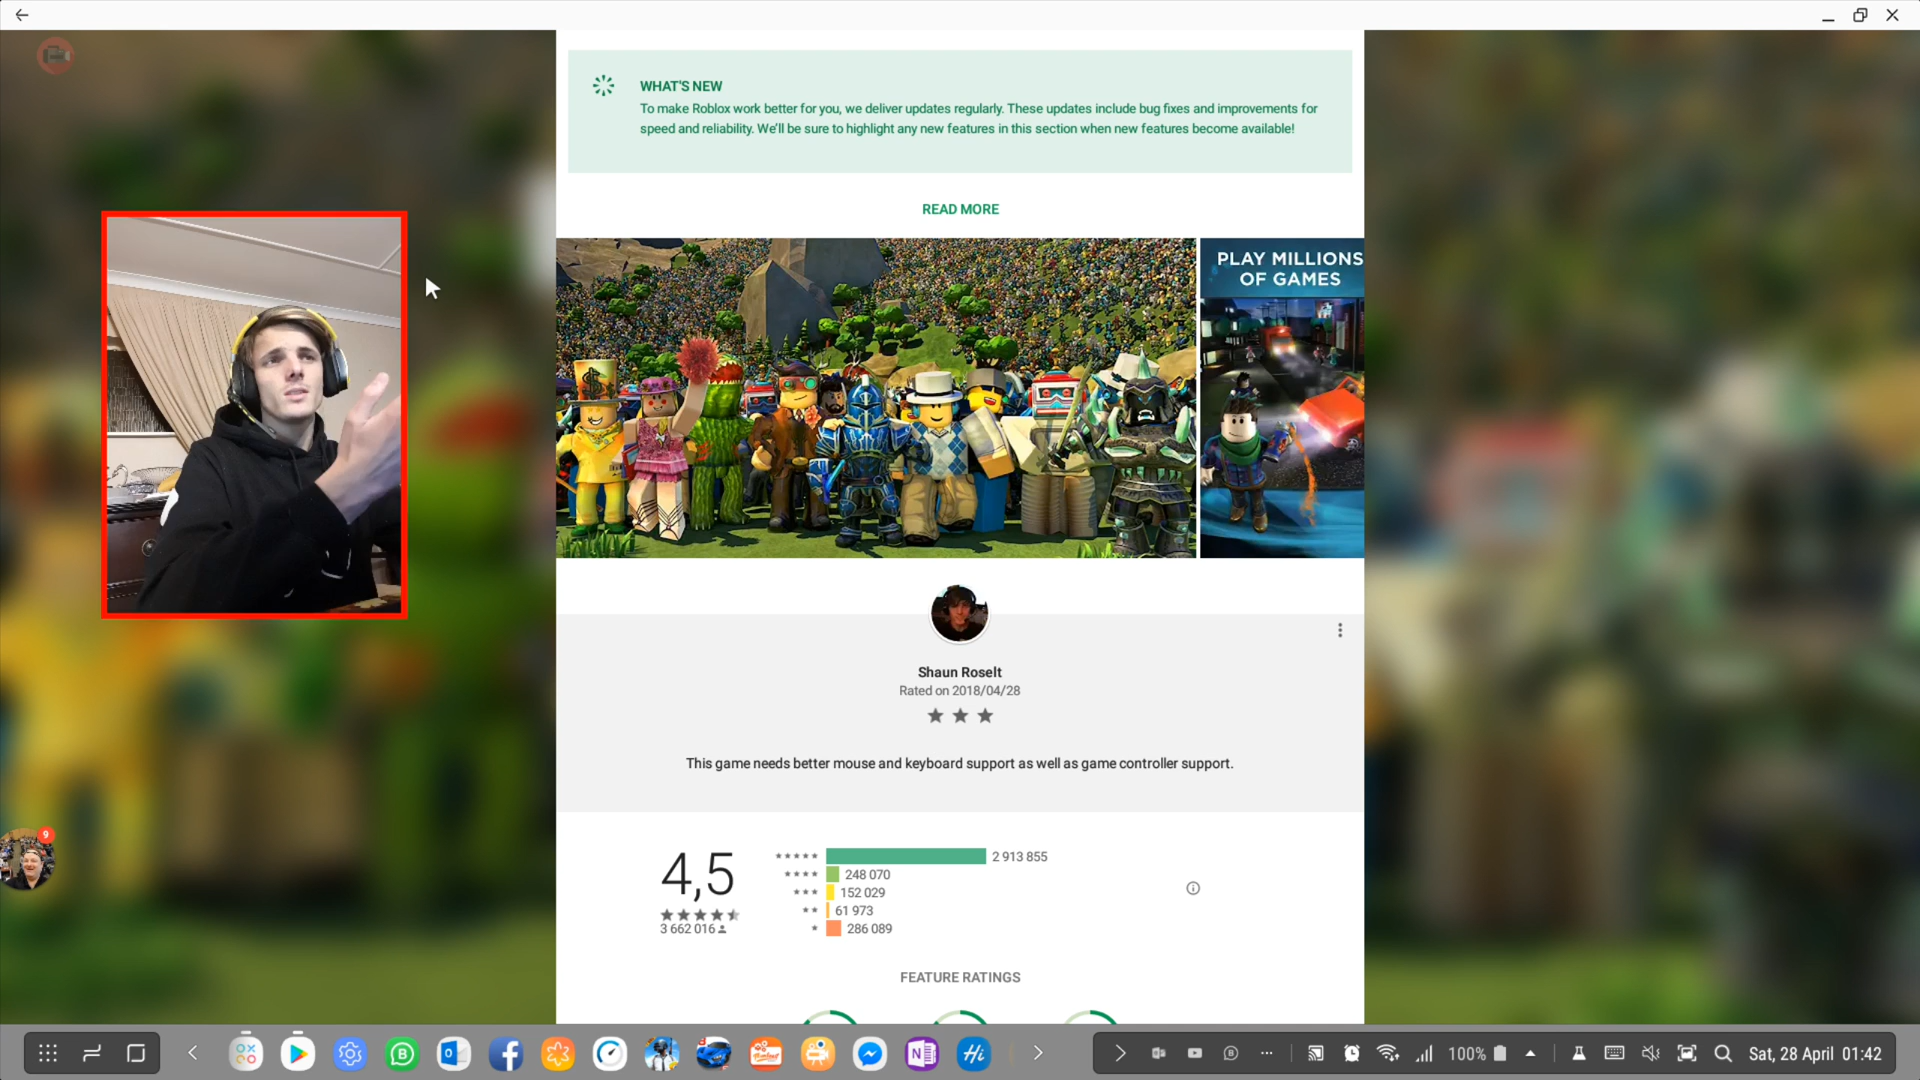 WHAT'S NEW
To make Roblox work better for you, we deliver updates regularly. These updates include bug fixes and improvements for
speed and reliability. We'll be sure to highlight any new features in this section when new features become available!
READ MORE
PLAY MILLIONS
OF GAMES
Shaun Roselt
Rated on 2018/04/28
This game needs better mouse and keyboard support as well as game controller support.
4,5
3 662 016
2 913 855
248 070
152 029
61 973
286 089
FEATURE RATINGS
9
Hi
100%
Sat, 28 April 01:42